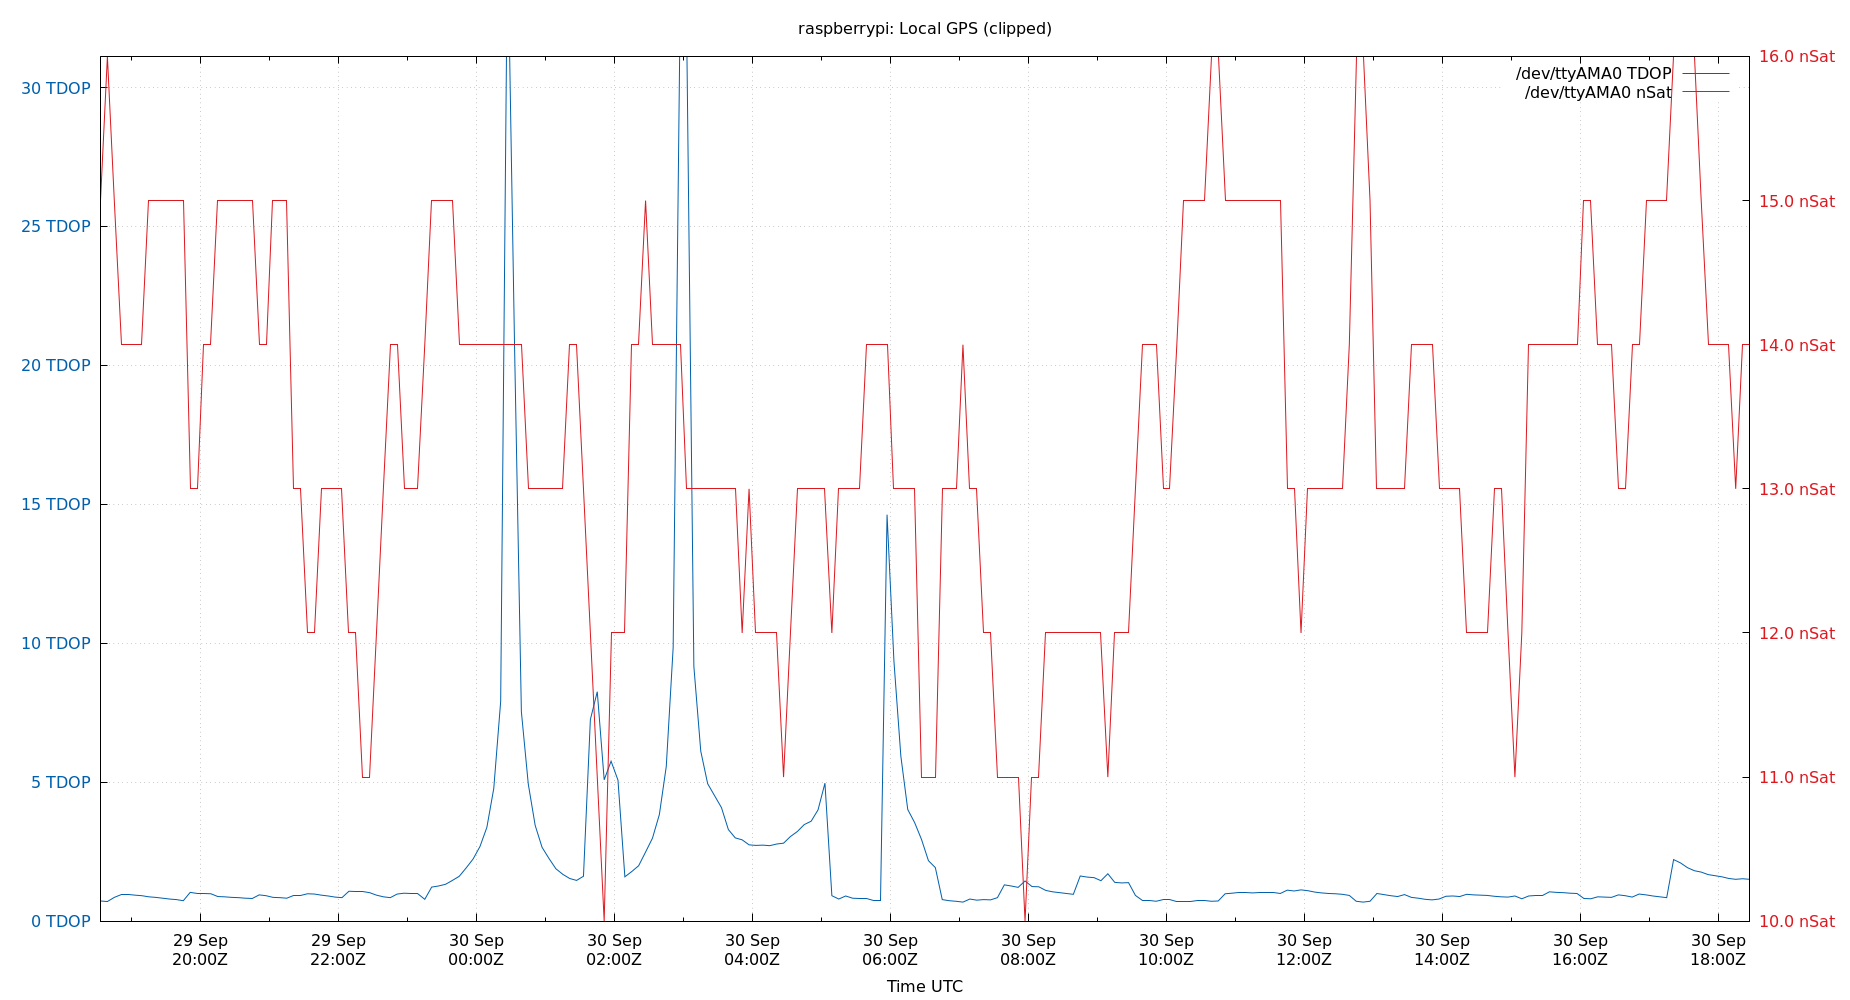 raspberrypi: Local GPS (clipped)
30 TDOP
25 TDOP
20 TDOP
15 TDOP
10 TDOP
5 TDOP
0 TDOP
/dev/ttyAMA0 TDOP
/dev/ttyAMA0 nSat
16.0 nSat
15.0 nSat
14.0 nSat
13.0 nSat
12.0 nSat
11.0 nSat
10.0 nSat
29 Sep
20:00Z
29 Sep
22:00Z
30 Sep
00:00Z
30 Sep
02:00Z
30 Sep
04:00Z
30 Sep
06:00Z
30 Sep
08:00Z
30 Sep
10:00Z
30 Sep
12:00Z
30 Sep
14:00Z
30 Sep
16:00Z
30 Sep
18:00Z
Time UTC